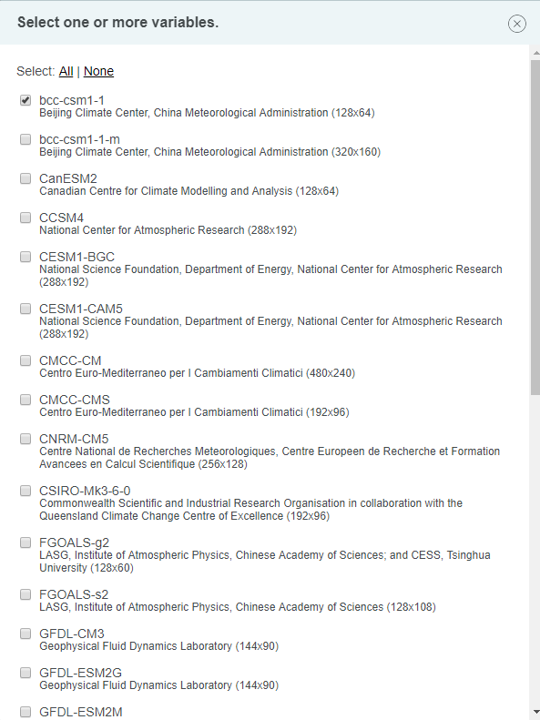 Select one or more variables.
Select: All | None
bcc-csm1-1
Beijing Climate Center, China Meteorological Administration (128x64)
bcc-csm1-1-m
Beijing Climate Center, China Meteorological Administration (320x160)
CanESM2
Canadian Centre for Climate Modelling and Analysis (128x64)
CCSM4
National Center for Atmospheric Research (288x192)
CESM1-BGC
National Science Foundation, Department of Energy, National Center for Atmospheric Research
(288x192)
CESM1-CAM5
National Science Foundation, Department of Energy, National Center for Atmospheric Research
(288x192)
CMCC-CM
Centro Euro-Mediterraneo per I Cambiamenti Climatici (480x240)
CMCC-CMS
Centro Euro-Mediterraneo per I Cambiamenti Climatici (192x96)
CNRM-CM5
Centre National de Recherches Meteorologiques, Centre Europeen de Recherche et Formation
Avancees en Calcul Scientifique (256x128)
CSIRO-Mk3-6-0
Commonwealth Scientific and Industrial Research Organisation in collaboration with the
Queensland Climate Change Centre of Excellence (192x96)
FGOALS-g2
LASG, Institute of Atmospheric Physics, Chinese Academy of Sciences; and CESS, Tsinghua
University (128x60)
FGOALS-s2
LASG, Institute of Atmospheric Physics, Chinese Academy of Sciences (128x108)
GFDL-CM3
Geophysical Fluid Dynamics Laboratory (144x90)
GFDL-ESM2G
Geophysical Fluid Dynamics Laboratory (144x90)
GFDL-ESM2M